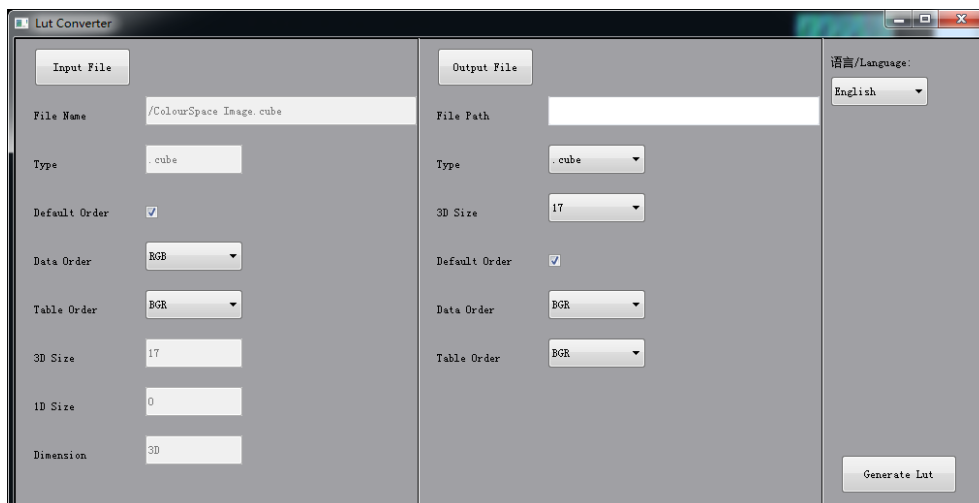 Lut Converter
Input File
File Name
/ColourSpace Image.cube
Type
.cube
Default Order
Data Order
RGB
Table Order
BGR
3D Size
17
1D Size
0
Dimension
3D
Output File
File Path
Type
.cube
3D Size
17
Default Order
Data Order
BGR
Table Order
BGR
语言/Language:
English
Generate Lut